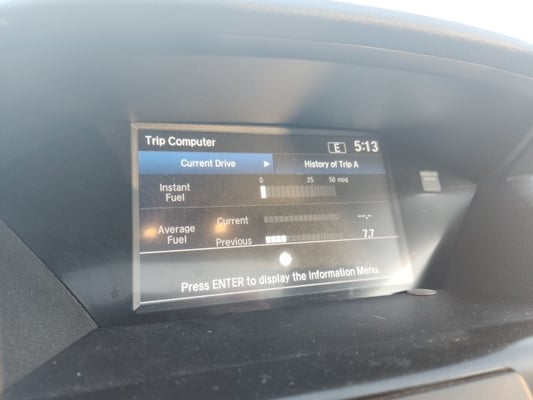 Trip Computer E 5:13
Current Drive History of Trip A
0 25 50 mpg
Instant
Fuel
Average
Fuel
Current --.-
Previous 7.7
Press ENTER to display the Information Menu.